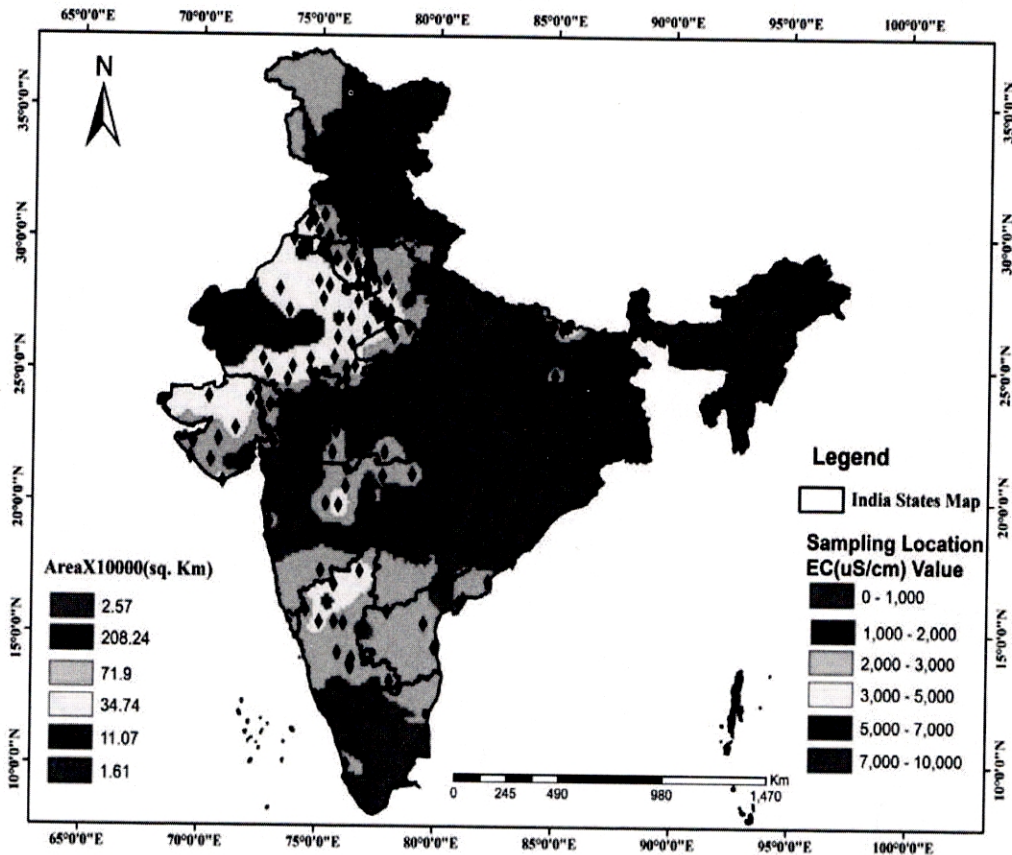 65°0'0"E 70°0'0"E 75°0'0"E 80°0'0"E 85°0'0"E 90°0'0"E 95°0'0"E 100°0'0"E
N
35°0'0"N
30°0'0"N
25°0'0"N
20°0'0"N
15°0'0"N
10°0'0"N
35°0'0"N
30°0'0"N
25°0'0"N
20°0'0"N
15°0'0"N
10°0'0"N
AreaX10000(sq. Km)
2.57
208.24
71.9
34.74
11.07
1.61
Legend
India States Map
Sampling Location
EC(uS/cm) Value
0 - 1,000
1,000 - 2,000
2,000 - 3,000
3,000 - 5,000
5,000 - 7,000
7,000 - 10,000
Km
0 245 490 980 1,470
65°0'0"E 70°0'0"E 75°0'0"E 80°0'0"E 85°0'0"E 90°0'0"E 95°0'0"E 100°0'0"E